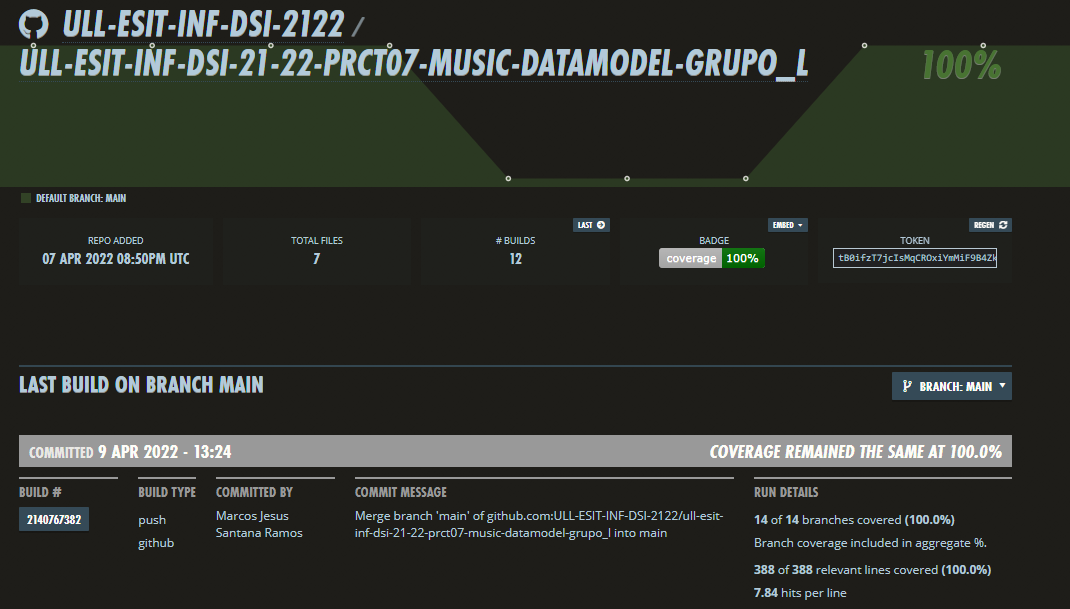 ULL-ESIT-INF-DSI-2122 /
ULL-ESIT-INF-DSI-21-22-PRCT07-MUSIC-DATAMODEL-GRUPO_L
100%
DEFAULT BRANCH: MAIN
REPO ADDED
07 APR 2022 08:50PM UTC
TOTAL FILES
7
LAST
# BUILDS
12
EMBED
BADGE
coverage 100%
REGEN
TOKEN
tB0ifzT7jcIsMqCROxiYmMiF9B4Zk
LAST BUILD ON BRANCH MAIN
BRANCH: MAIN
COMMITTED 9 APR 2022 - 13:24
COVERAGE REMAINED THE SAME AT 100.0%
BUILD #
2140767382
BUILD TYPE
push
github
COMMITTED BY
Marcos Jesus
Santana Ramos
COMMIT MESSAGE
Merge branch 'main' of github.com:ULL-ESIT-INF-DSI-2122/ull-esit-
inf-dsi-21-22-prct07-music-datamodel-grupo_l into main
RUN DETAILS
14 of 14 branches covered (100.0%)
Branch coverage included in aggregate %.
388 of 388 relevant lines covered (100.0%)
7.84 hits per line